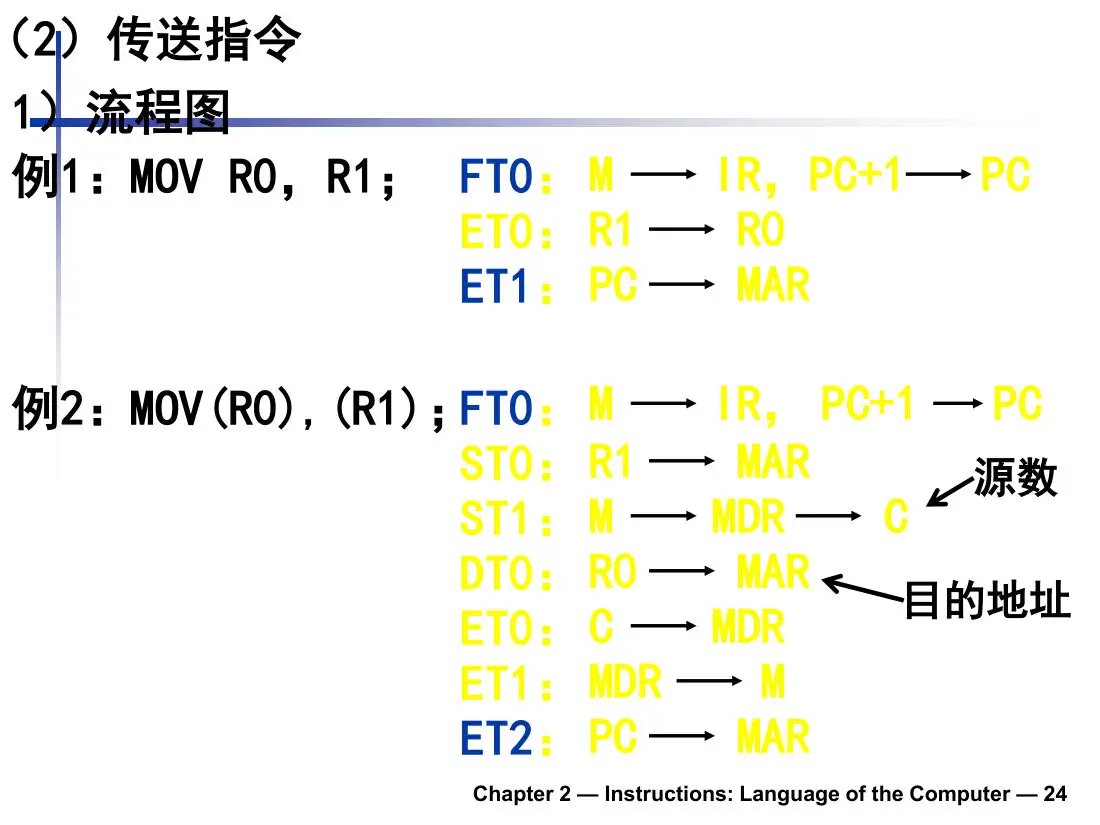 （2）传送指令
1）流程图
例1：MOV R0，R1；
FT0：M → IR，PC+1 → PC
ET0：R1 → R0
ET1：PC → MAR
例2：MOV(R0),(R1)；
FT0：M → IR， PC+1 → PC
ST0：R1 → MAR
ST1：M → MDR → C
源数
DT0：R0 → MAR
目的地址
ET0：C → MDR
ET1：MDR → M
ET2：PC → MAR
Chapter 2 — Instructions: Language of the Computer — 24